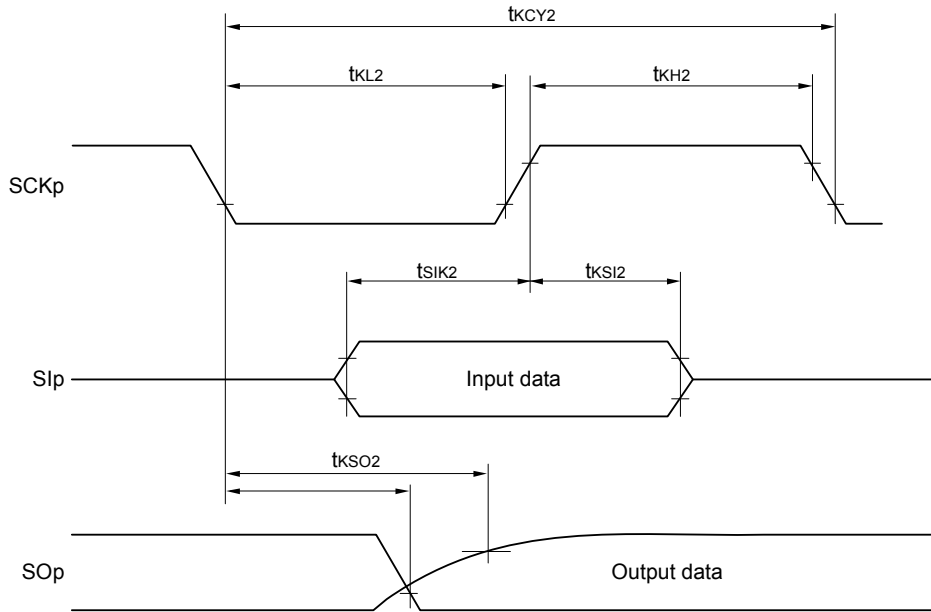 tKCY2
tKL2
tKH2
SCKp
tSIK2
tKSI2
SIp
Input data
tKSO2
SOp
Output data